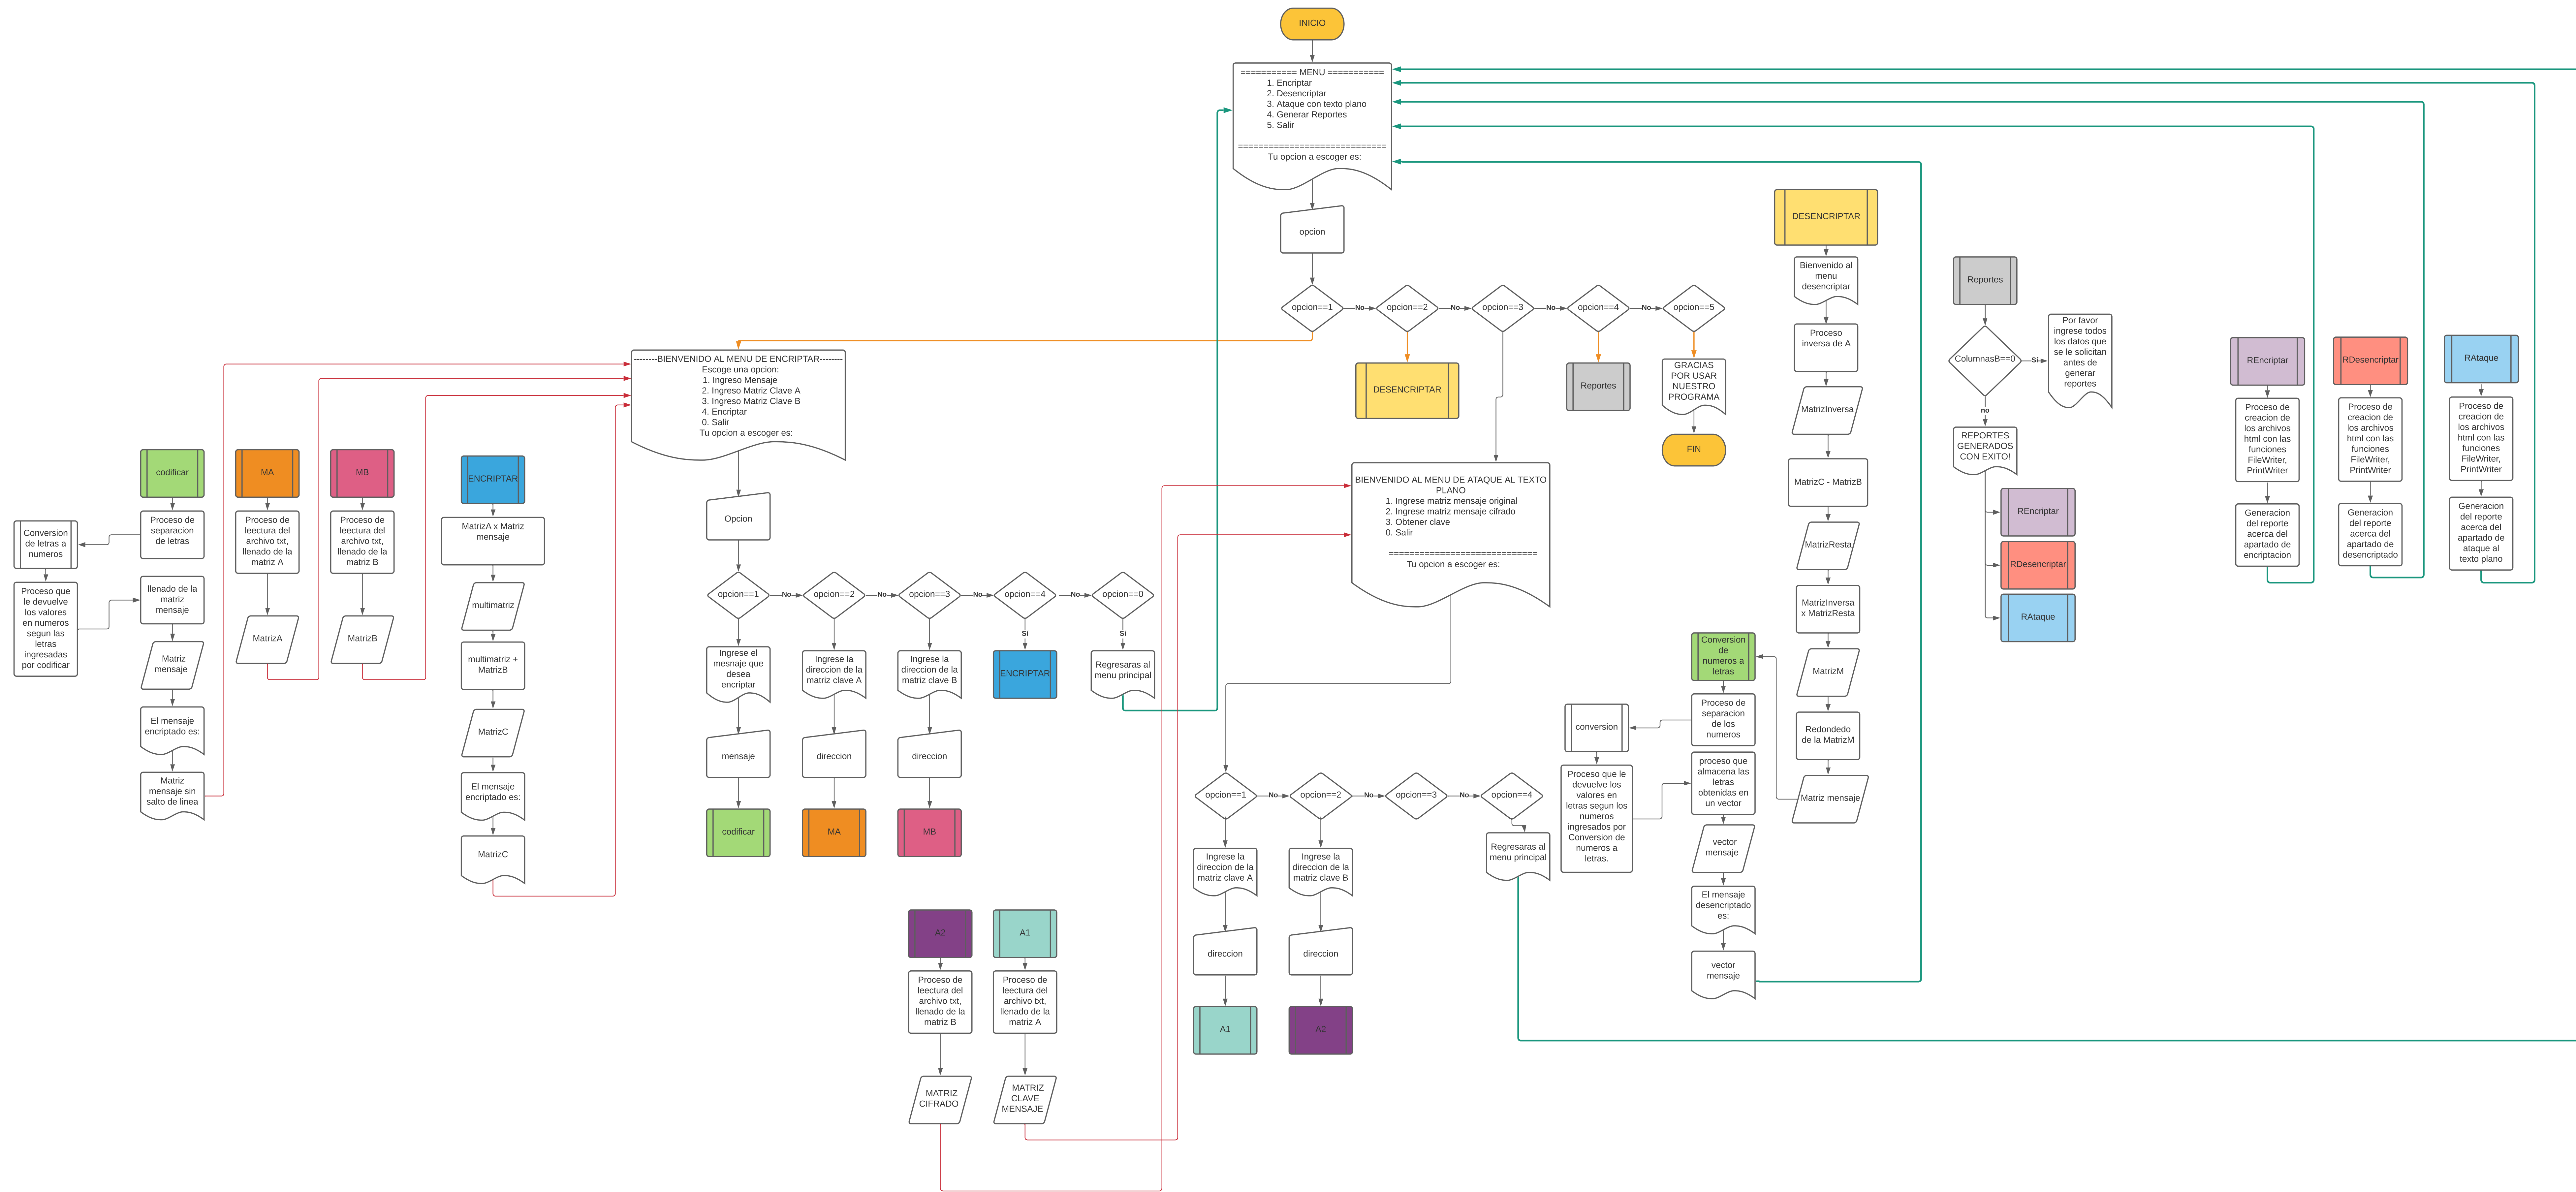 INICIO
=========== MENU ===========
1. Encriptar
2. Desencriptar
3. Ataque con texto plano
4. Generar Reportes
5. Salir
=============================
Tu opcion a escoger es:
opcion
opcion==1
No
opcion==2
No
opcion==3
No
opcion==4
No
opcion==5
DESENCRIPTAR
Reportes
GRACIAS
POR USAR
NUESTRO
PROGRAMA
FIN
--------BIENVENIDO AL MENU DE ENCRIPTAR--------
Escoge una opcion:
1. Ingreso Mensaje
2. Ingreso Matriz Clave A
3. Ingreso Matriz Clave B
4. Encriptar
0. Salir
Tu opcion a escoger es:
Opcion
opcion==1
No
opcion==2
No
opcion==3
No
opcion==4
No
opcion==0
Sí
Sí
Ingrese el
mesnaje que
desea
encriptar
Ingrese la
direccion de la
matriz clave A
Ingrese la
direccion de la
matriz clave B
ENCRIPTAR
Regresaras al
menu principal
mensaje
direccion
direccion
codificar
MA
MB
codificar
Proceso de
separacion
de letras
Conversion
de letras a
numeros
Proceso que
le devuelve
los valores
en numeros
segun las
letras
ingresadas
por codificar
llenado de la
matriz
mensaje
Matriz
mensaje
El mensaje
encriptado es:
Matriz
mensaje sin
salto de linea
MA
Proceso de
leectura del
archivo txt,
llenado de la
matriz A
MatrizA
MB
Proceso de
leectura del
archivo txt,
llenado de la
matriz B
MatrizB
ENCRIPTAR
MatrizA x Matriz
mensaje
multimatriz
multimatriz +
MatrizB
MatrizC
El mensaje
encriptado es:
MatrizC
BIENVENIDO AL MENU DE ATAQUE AL TEXTO
PLANO
1. Ingrese matriz mensaje original
2. Ingrese matriz mensaje cifrado
3. Obtener clave
0. Salir
=============================
Tu opcion a escoger es:
opcion==1
No
opcion==2
No
opcion==3
No
opcion==4
Ingrese la
direccion de la
matriz clave A
Ingrese la
direccion de la
matriz clave B
Regresaras al
menu principal
direccion
direccion
A1
A2
A2
Proceso de
leectura del
archivo txt,
llenado de la
matriz B
MATRIZ
CIFRADO
A1
Proceso de
leectura del
archivo txt,
llenado de la
matriz A
MATRIZ
CLAVE
MENSAJE
DESENCRIPTAR
Bienvenido al
menu
desencriptar
Proceso
inversa de A
MatrizInversa
MatrizC - MatrizB
MatrizResta
MatrizInversa
x MatrizResta
MatrizM
Redondedo
de la MatrizM
Matriz mensaje
Conversion
de
numeros a
letras
Proceso de
separacion
de los
numeros
conversion
Proceso que le
devuelve los
valores en
letras segun los
numeros
ingresados por
Conversion de
numeros a
letras.
proceso que
almacena las
letras
obtenidas en
un vector
vector
mensaje
El mensaje
desencriptado
es:
vector
mensaje
Reportes
ColumnasB==0
Sí
Por favor
ingrese todos
los datos que
se le solicitan
antes de
generar
reportes
no
REPORTES
GENERADOS
CON EXITO!
REncriptar
RDesencriptar
RAtaque
REncriptar
Proceso de
creacion de
los archivos
html con las
funciones
FileWriter,
PrintWriter
Generacion
del reporte
acerca del
apartado de
encriptacion
RDesencriptar
Proceso de
creacion de
los archivos
html con las
funciones
FileWriter,
PrintWriter
Generacion
del reporte
acerca del
apartado de
desencriptado
RAtaque
Proceso de
creacion de
los archivos
html con las
funciones
FileWriter,
PrintWriter
Generacion
del reporte
acerca del
apartado de
ataque al
texto plano